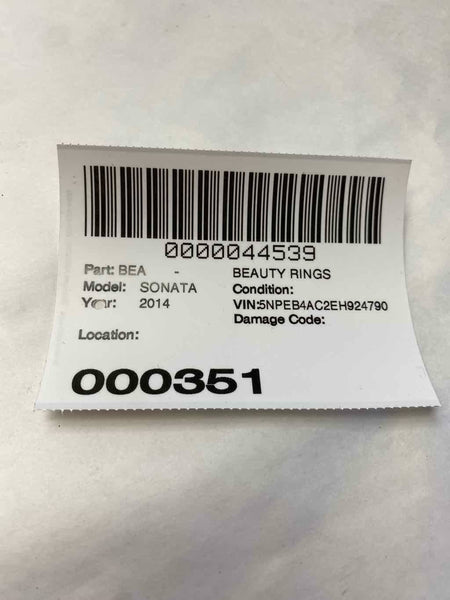 0000044539
Part: BEA - BEAUTY RINGS
Model: SONATA Condition:
Year: 2014 VIN:5NPEB4AC2EH924790
Damage Code:
Location:
000351